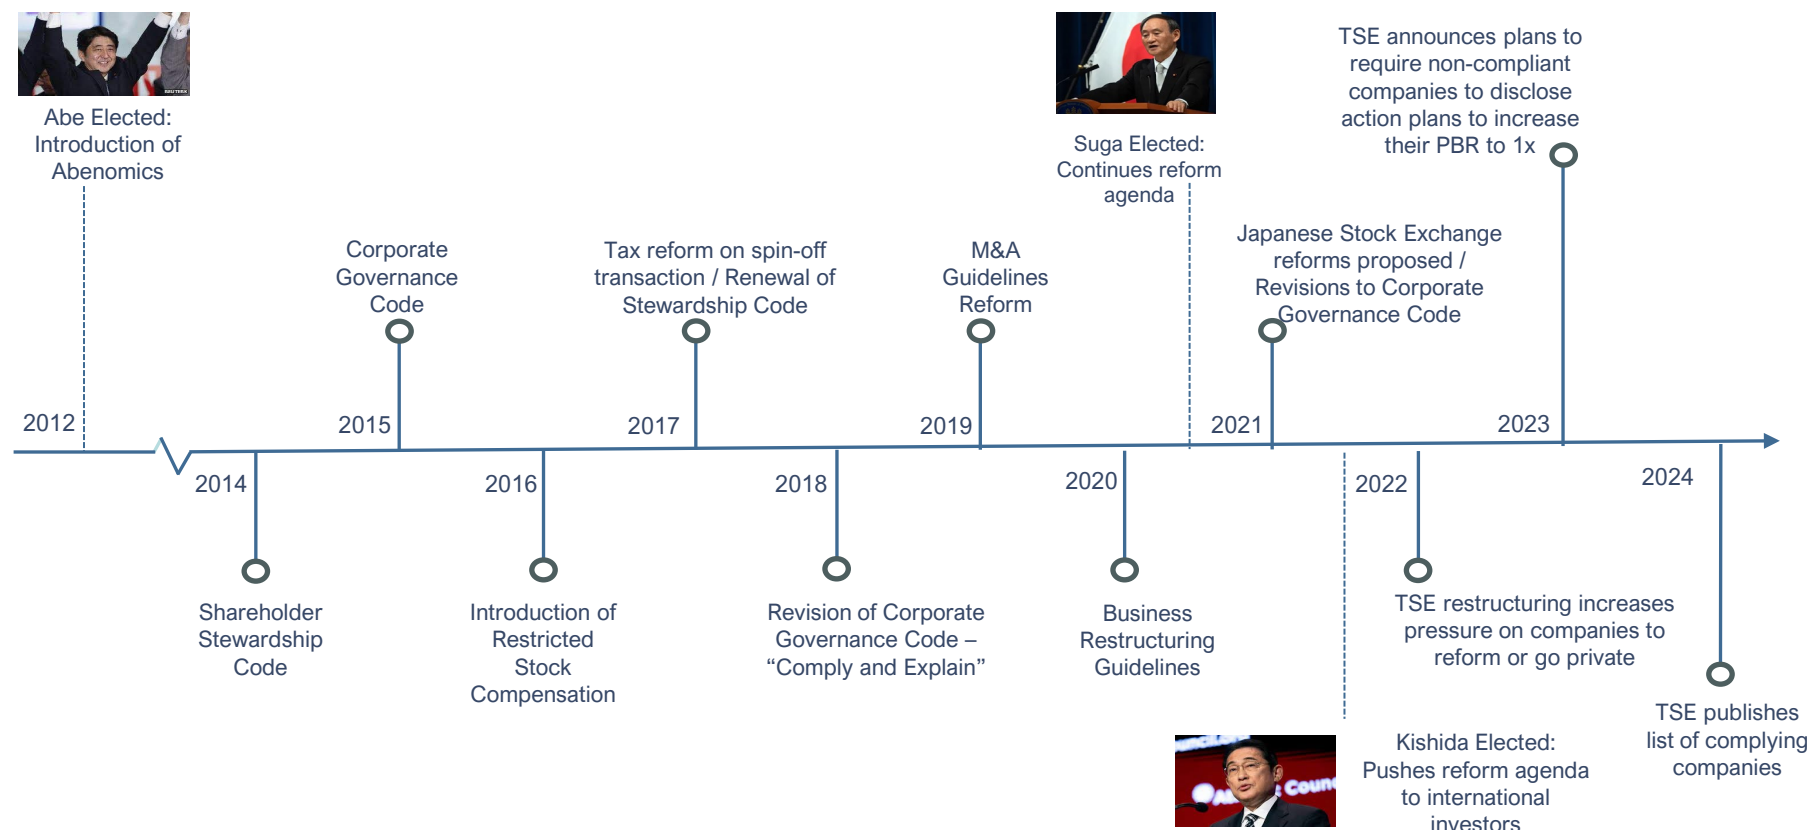 Abe Elected:
Introduction of
Abenomics
Suga Elected:
Continues reform
agenda
TSE announces plans to
require non-compliant
companies to disclose
action plans to increase
their PBR to 1x
Corporate
Governance
Code
Tax reform on spin-off
transaction / Renewal of
Stewardship Code
M&A
Guidelines
Reform
Japanese Stock Exchange
reforms proposed /
Revisions to Corporate
Governance Code
2012
2015
2017
2019
2021
2023
2014
2016
2018
2020
2022
2024
Shareholder
Stewardship
Code
Introduction of
Restricted
Stock
Compensation
Revision of Corporate
Governance Code –
“Comply and Explain”
Business
Restructuring
Guidelines
TSE restructuring increases
pressure on companies to
reform or go private
TSE publishes
list of complying
companies
Kishida Elected:
Pushes reform agenda
to international
investors